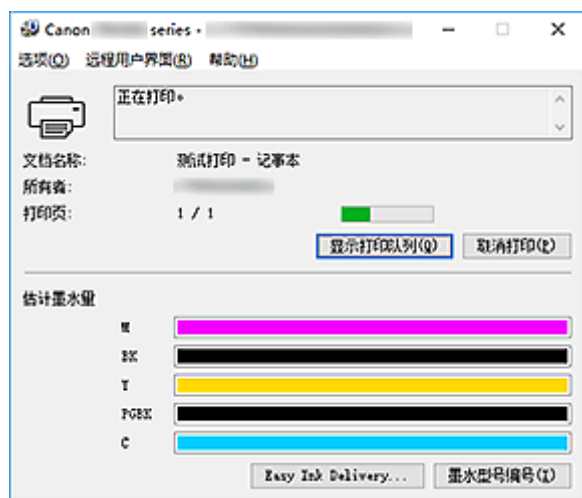 Canon series -
选项(O) 远程用户界面(R) 帮助(H)
正在打印。
文档名称: 测试打印 - 记事本
所有者:
打印页: 1 / 1
显示打印队列(Q) 取消打印(P)
估计墨水量
M
BK
Y
PGBK
C
Easy Ink Delivery... 墨水型号编号(I)